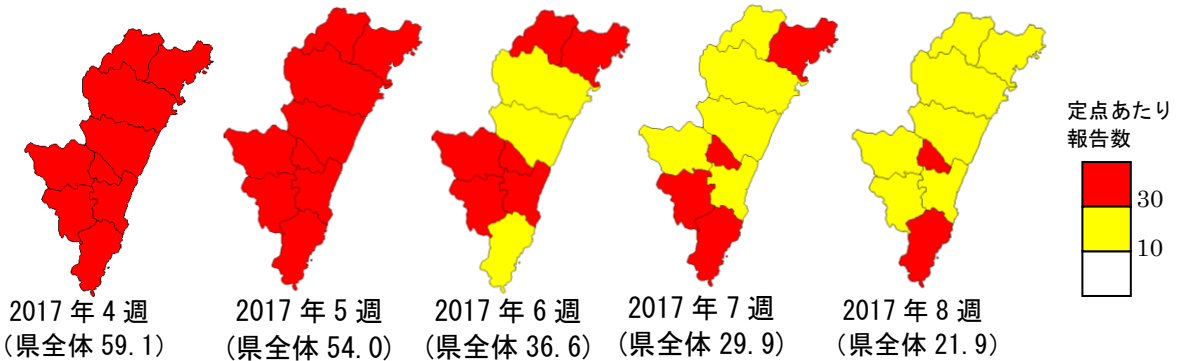 2017年4週
(県全体59.1)
2017年5週
(県全体54.0)
2017年6週
(県全体36.6)
2017年7週
(県全体29.9)
2017年8週
(県全体21.9)
定点あたり
報告数
30
10